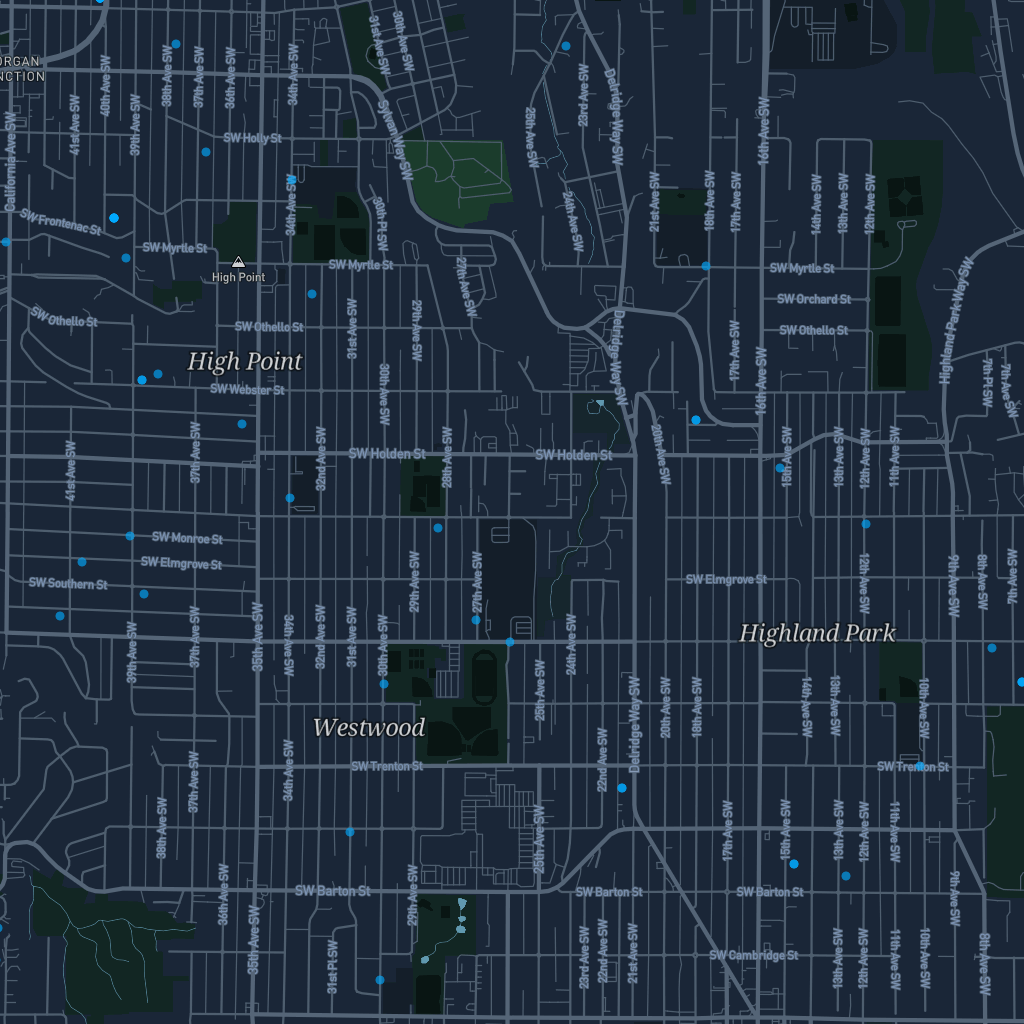 ORGAN
NCTION
38th Ave SW
37th Ave SW
36th Ave SW
34th Ave SW
31st Ave SW
30th Ave SW
40th Ave SW
41st Ave SW
39th Ave SW
California Ave SW
SW Holly St
Sylvan Way SW
25th Ave SW
23rd Ave SW
Delridge Way SW
16th Ave SW
24th Ave SW
21st Ave SW
18th Ave SW
17th Ave SW
14th Ave SW
13th Ave SW
12th Ave SW
SW Frontenac St
34th Ave SW
30th Pl SW
SW Myrtle St
SW Myrtle St
SW Myrtle St
High Point
27th Ave SW
Highland Park Way SW
SW Orchard St
SW Othello St
SW Othello St
SW Othello St
31st Ave SW
29th Ave SW
Delridge Way SW
17th Ave SW
16th Ave SW
High Point
SW Webster St
30th Ave SW
7th Pl SW
7th Ave SW
41st Ave SW
37th Ave SW
32nd Ave SW
SW Holden St
28th Ave SW
SW Holden St
20th Ave SW
15th Ave SW
13th Ave SW
12th Ave SW
11th Ave SW
SW Monroe St
SW Elmgrove St
SW Southern St
29th Ave SW
27th Ave SW
SW Elmgrove St
12th Ave SW
9th Ave SW
8th Ave SW
7th Ave SW
39th Ave SW
37th Ave SW
35th Ave SW
34th Ave SW
32nd Ave SW
31st Ave SW
30th Ave SW
24th Ave SW
Highland Park
25th Ave SW
Delridge Way SW
20th Ave SW
18th Ave SW
14th Ave SW
13th Ave SW
10th Ave SW
Westwood
37th Ave SW
34th Ave SW
SW Trenton St
22nd Ave SW
SW Trenton St
38th Ave SW
25th Ave SW
17th Ave SW
15th Ave SW
13th Ave SW
12th Ave SW
11th Ave SW
36th Ave SW
35th Ave SW
SW Barton St
29th Ave SW
SW Barton St
SW Barton St
9th Ave SW
31st Pl SW
23rd Ave SW
22nd Ave SW
21st Ave SW
SW Cambridge St
13th Ave SW
12th Ave SW
11th Ave SW
10th Ave SW
8th Ave SW